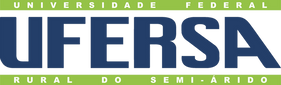 UNIVERSIDADE FEDERAL
UFERSA
RURAL DO SEMI-ÁRIDO